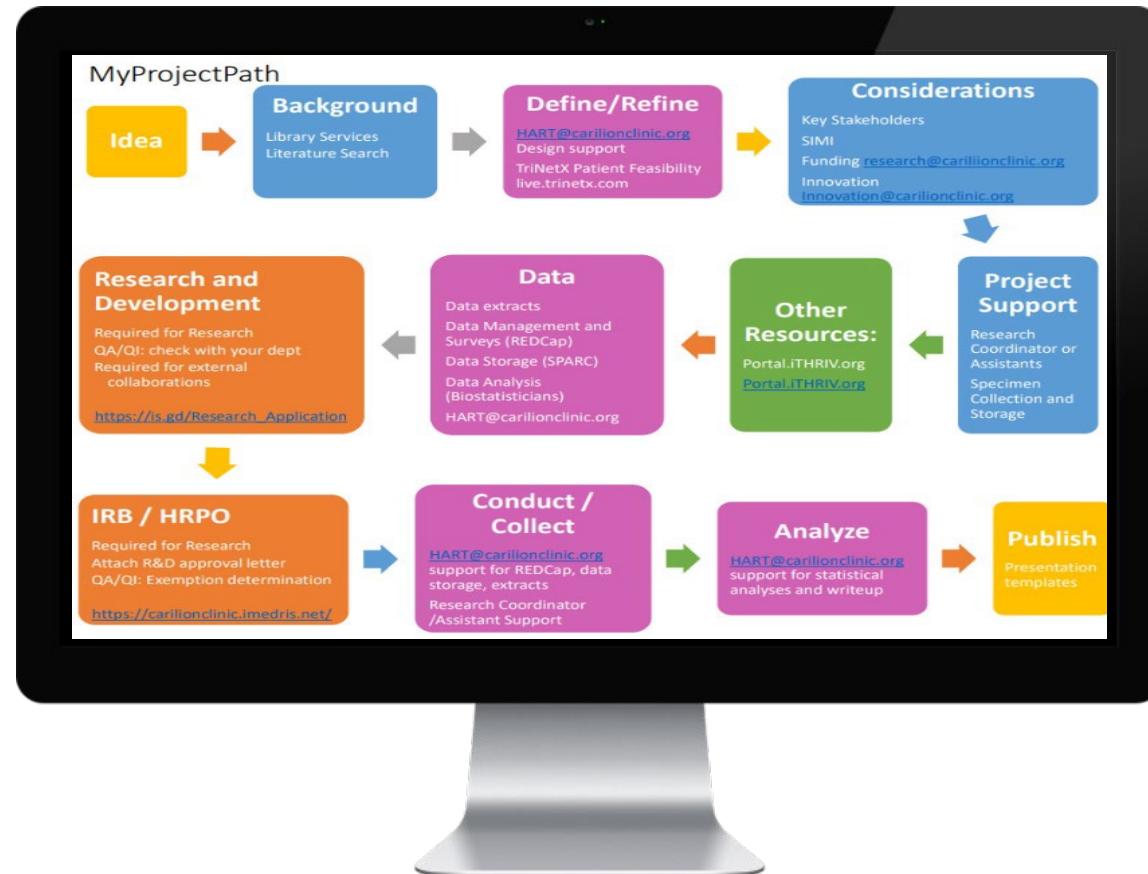 MyProjectPath
Idea
Background
Library Services
Literature Search
Define/Refine
HART@carilionclinic.org
Design support
TriNetX Patient Feasibility
live.trinetx.com
Considerations
Key Stakeholders
SIMI
Funding research@cariliionclinic.org
Innovation
Innovation@carilionclinic.org
Project
Support
Research
Coordinator or
Assistants
Specimen
Collection and
Storage
Other
Resources:
Portal.iTHRIV.org
Portal.iTHRIV.org
Data
Data extracts
Data Management and
Surveys (REDCap)
Data Storage (SPARC)
Data Analysis
(Biostatisticians)
HART@carilionclinic.org
Research and
Development
Required for Research
QA/QI: check with your dept
Required for external
collaborations
https://is.gd/Research_Application
IRB / HRPO
Required for Research
Attach R&D approval letter
QA/QI: Exemption determination
https://carilionclinic.imedris.net/
Conduct /
Collect
HART@carilionclinic.org
support for REDCap, data
storage, extracts
Research Coordinator
/Assistant Support
Analyze
HART@carilionclinic.org
support for statistical
analyses and writeup
Publish
Presentation
templates